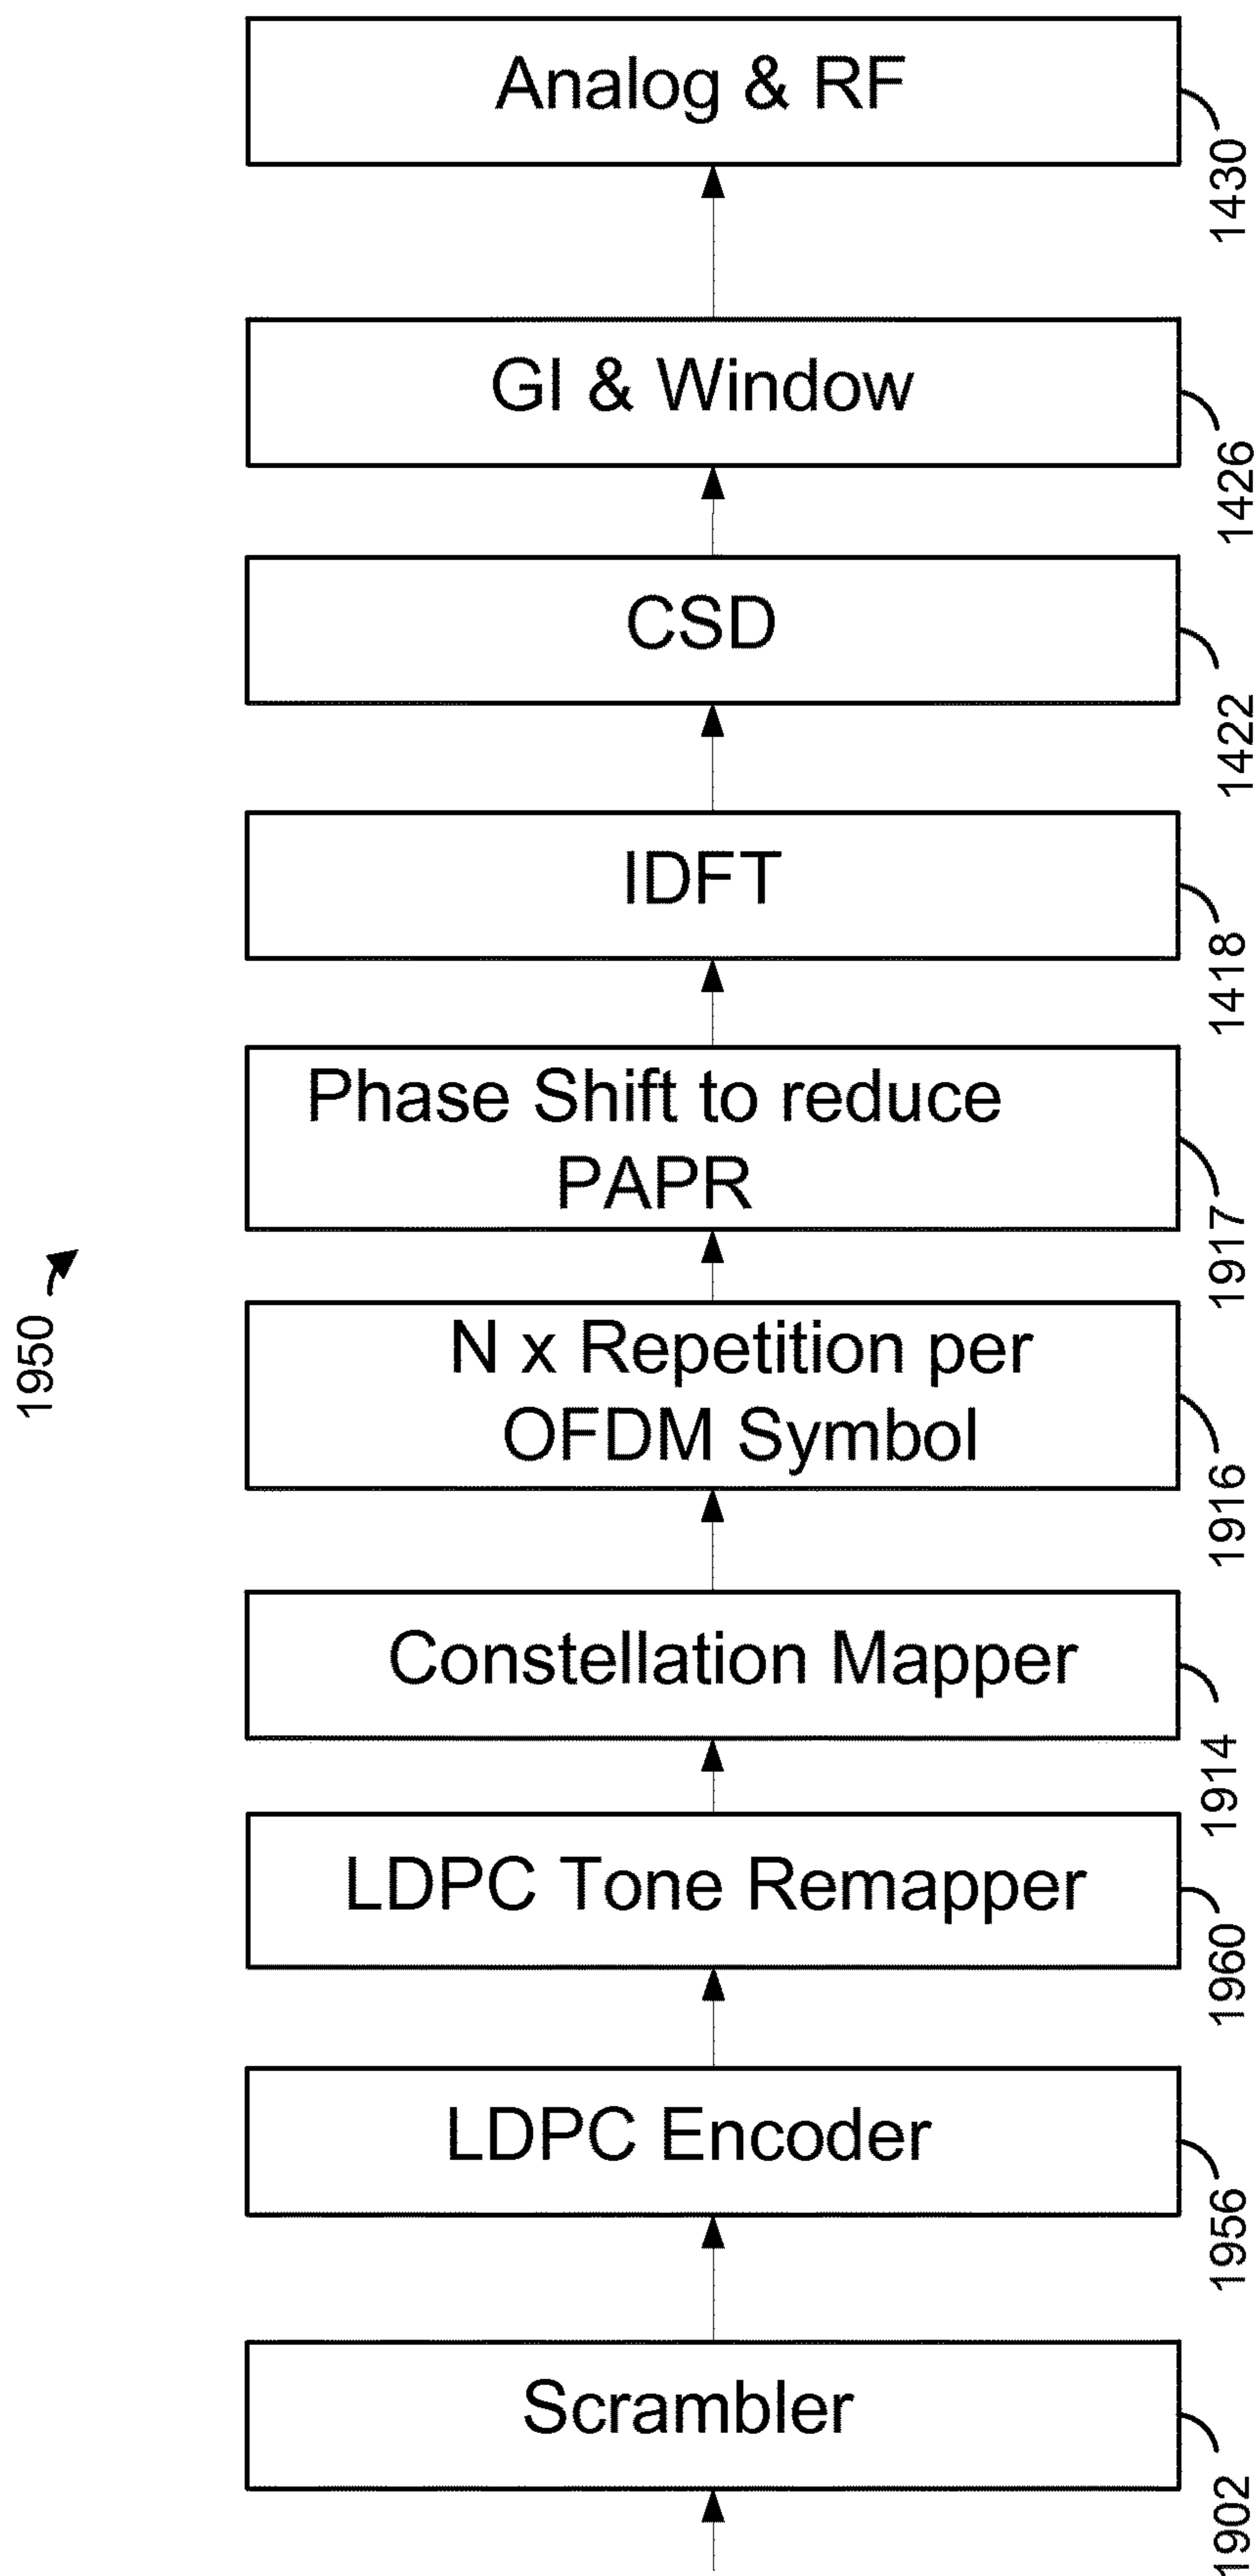 Analog & RF
1430
GI & Window
1426
CSD
1422
IDFT
1418
Phase Shift to reduce
PAPR
1917
1950
N x Repetition per
OFDM Symbol
1916
Constellation Mapper
1914
LDPC Tone Remapper
1960
LDPC Encoder
1956
Scrambler
1902